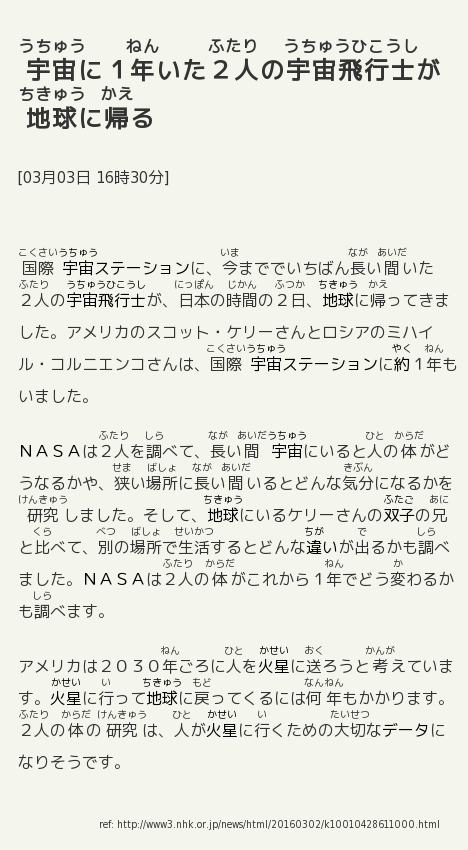 うちゅう ねん ふたり うちゅうひこうし
宇宙に１年いた２人の宇宙飛行士が
ちきゅう かえ
地球に帰る
[03月03日 16時30分]
こくさいうちゅう いま なが あいだ
国際 宇宙ステーションに、今まででいちばん長い間いた
ふたり うちゅうひこうし にっぽん じかん ふつか ちきゅう かえ
２人の宇宙飛行士が、日本の時間の２日、地球に帰ってきま
した。アメリカのスコット・ケリーさんとロシアのミハイ
こくさいうちゅう やく ねん
ル・コルニエンコさんは、国際 宇宙ステーションに約１年も
いました。
ふたり しら なが あいだうちゅう ひと からだ
ＮＡＳＡは２人を調べて、長い間 宇宙にいると人の体がど
せま ばしょ なが あいだ きぶん
うなるかや、狭い場所に長い間いるとどんな気分になるかを
けんきゅう ちきゅう ふたご あに
研究しました。そして、地球にいるケリーさんの双子の兄
くら べつ ばしょ せいかつ ちが で しら
と比べて、別の場所で生活するとどんな違いが出るかも調べ
ふたり からだ ねん か
ました。ＮＡＳＡは２人の体がこれから１年でどう変わるか
しら
も調べます。
ねん ひと かせい おく かんが
アメリカは２０３０年ごろに人を火星に送ろうと考えていま
かせい い ちきゅう もど なんねん
す。火星に行って地球に戻ってくるには何年もかかります。
ふたり からだ けんきゅう ひと かせい い たいせつ
２人の体の研究は、人が火星に行くための大切なデータに
なりそうです。
ref: http://www3.nhk.or.jp/news/html/20160302/k10010428611000.html